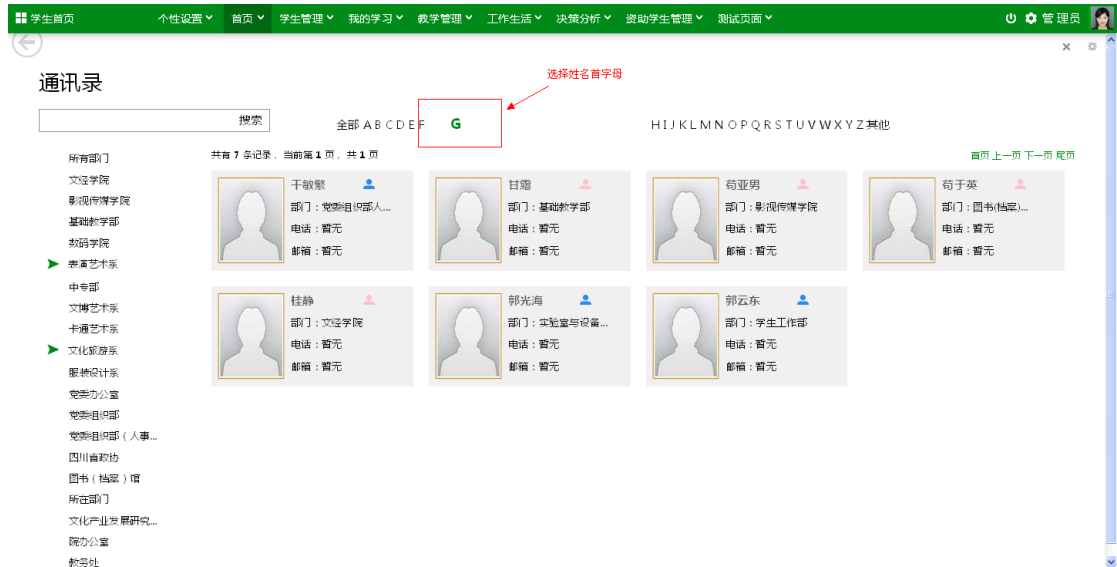 学生首页 个性设置 首页 学生管理 我的学习 教学管理 工作生活 决策分析 资助学生管理 测试页面 管理员
通讯录
选择姓名首字母
搜索
全部 A B C D E F G H I J K L M N O P Q R S T U V W X Y Z 其他
共有 7 条记录, 当前第 1 页, 共 1 页
首页 上一页 下一页 尾页
所有部门
文经学院
影视传媒学院
基础教学部
数码学院
表演艺术系
中专部
文博艺术系
卡通艺术系
文化旅游系
服装设计系
党委办公室
党委组织部
党委组织部(人事...
四川省政协
图书(档案)馆
所在部门
文化产业发展研究...
院办公室
教务处
干敏繁
部门:党委组织部人...
电话:暂无
邮箱:暂无
甘霜
部门:基础教学部
电话:暂无
邮箱:暂无
苟亚男
部门:影视传媒学院
电话:暂无
邮箱:暂无
苟于英
部门:图书(档案)...
电话:暂无
邮箱:暂无
桂静
部门:文经学院
电话:暂无
邮箱:暂无
郭光海
部门:实验室与设备...
电话:暂无
邮箱:暂无
郭云东
部门:学生工作部
电话:暂无
邮箱:暂无